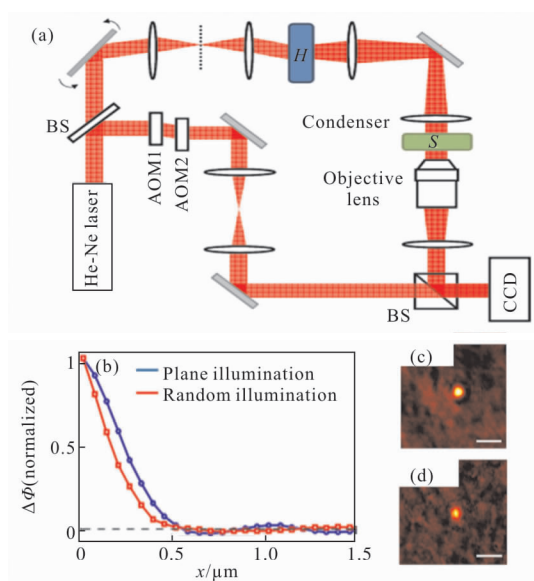 (a)
H
BS
Condenser
S
AOM1
AOM2
Objective
lens
He-Ne laser
BS
CCD
(b)
Plane illumination
Random illumination
1
0.5
0
ΔΦ(normalized)
0
0.5
1.0
1.5
x/μm
(c)
(d)